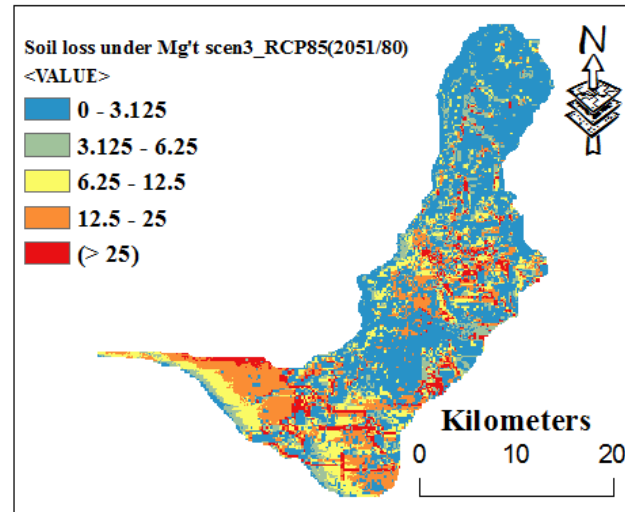 Soil loss under Mg't scen3_RCP85(2051/80)
<VALUE>
0 - 3.125
3.125 - 6.25
6.25 - 12.5
12.5 - 25
(> 25)
N
Kilometers
0 10 20